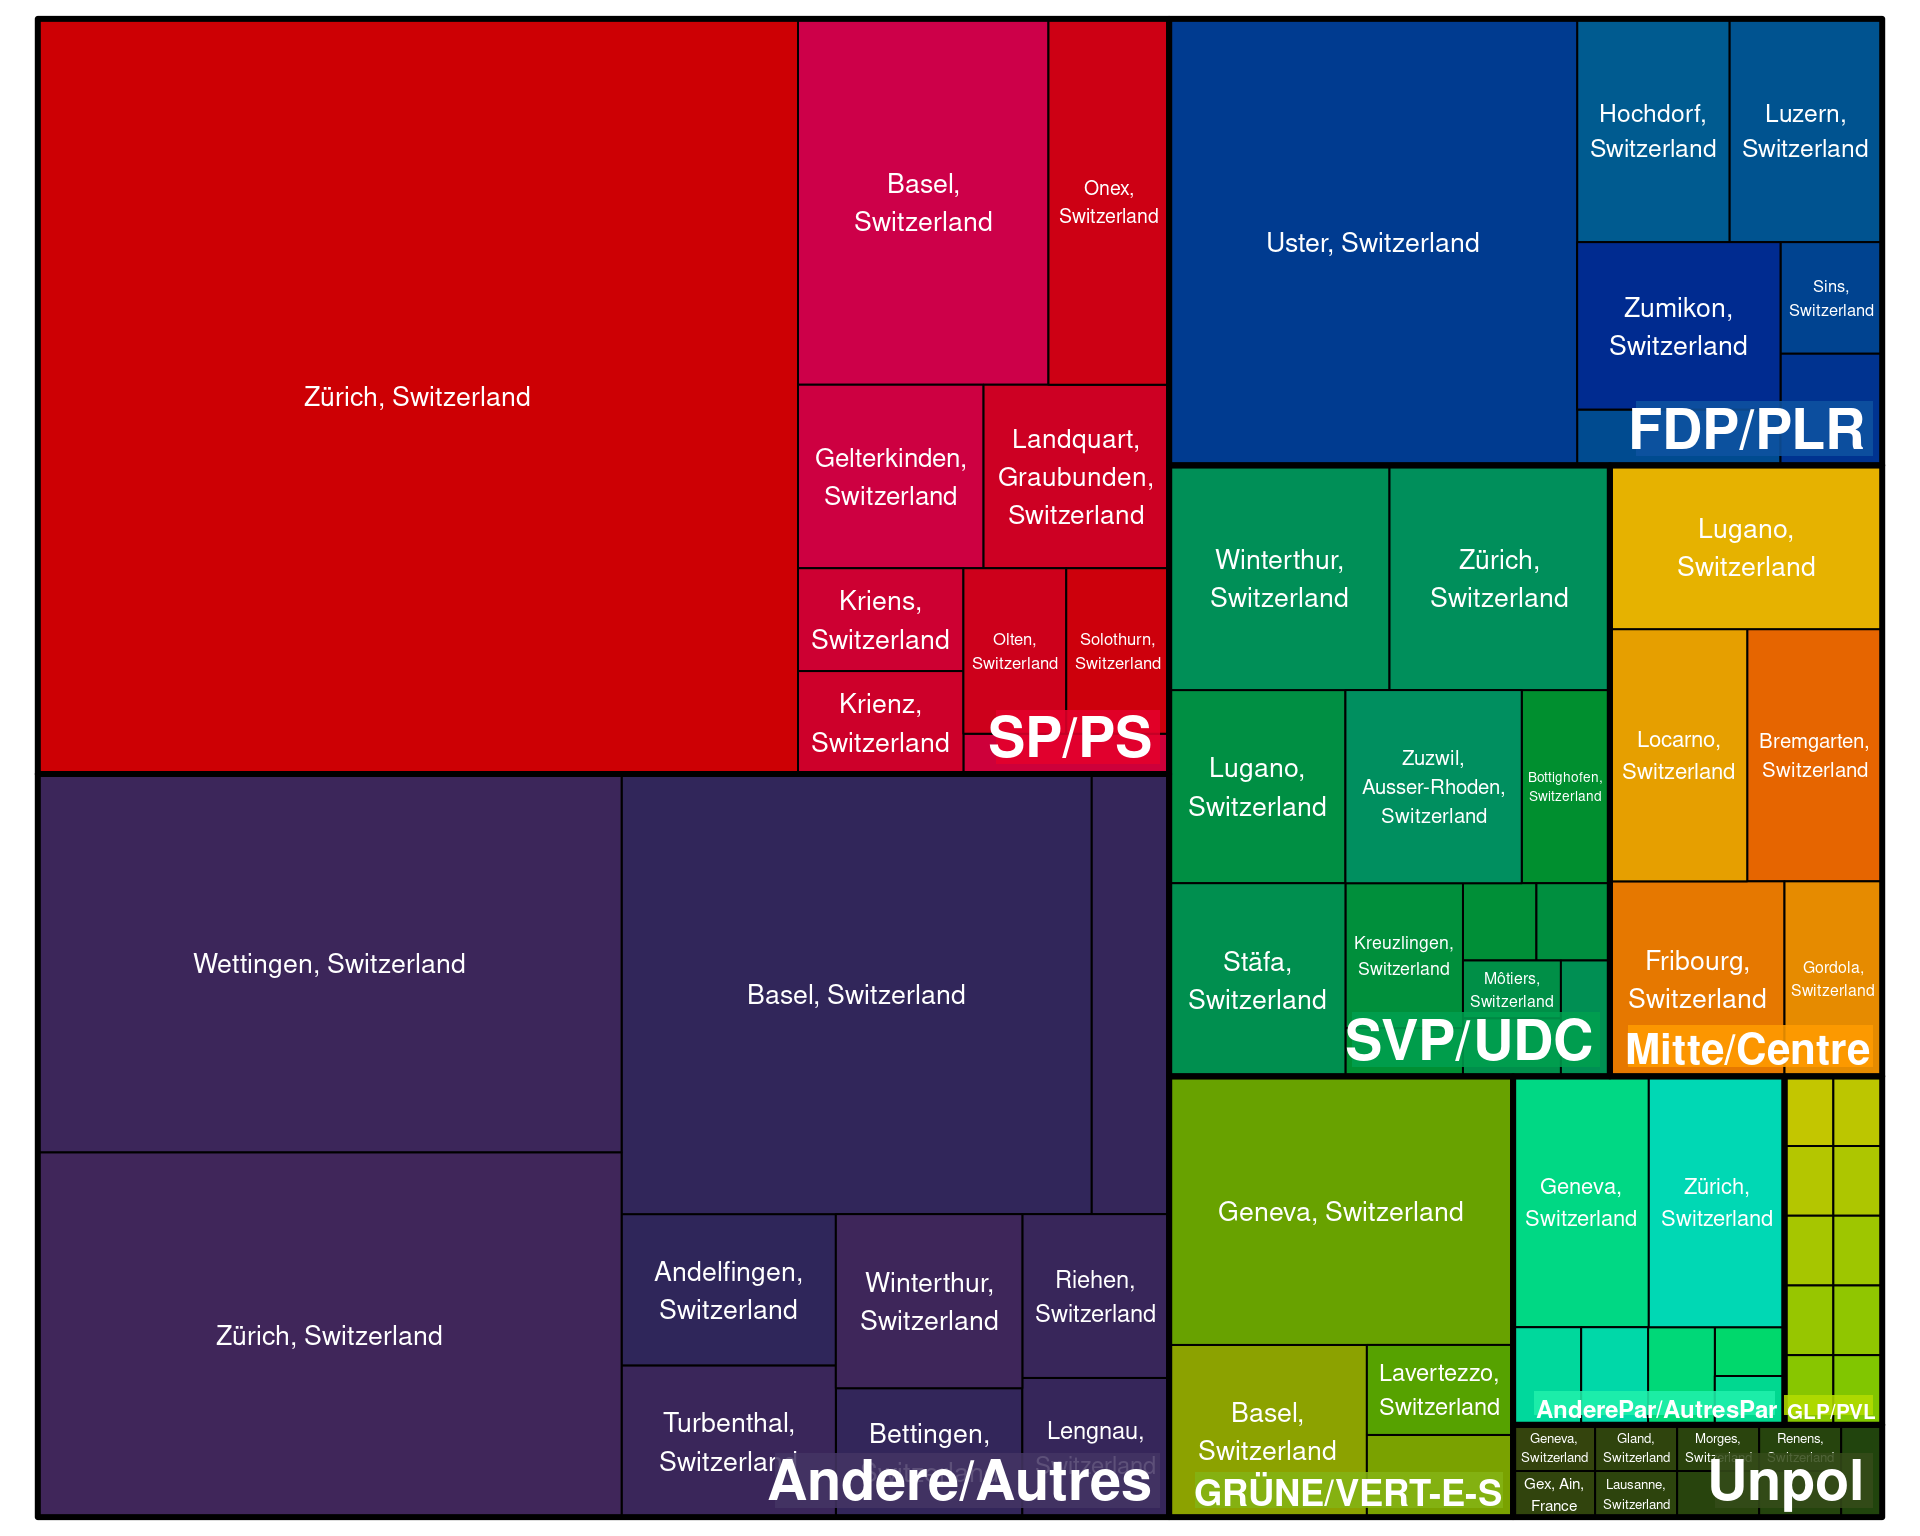 Zürich, Switzerland
Basel,
Switzerland
Onex,
Switzerland
Gelterkinden,
Switzerland
Landquart,
Graubunden,
Switzerland
Kriens,
Switzerland
Krienz,
Switzerland
Olten,
Switzerland
Solothurn,
Switzerland
SP/PS
Uster, Switzerland
Hochdorf,
Switzerland
Luzern,
Switzerland
Zumikon,
Switzerland
Sins,
Switzerland
FDP/PLR
Winterthur,
Switzerland
Zürich,
Switzerland
Lugano,
Switzerland
Zuzwil,
Ausser-Rhoden,
Switzerland
Bottighofen,
Switzerland
Stäfa,
Switzerland
Kreuzlingen,
Switzerland
Môtiers,
Switzerland
SVP/UDC
Lugano,
Switzerland
Locarno,
Switzerland
Bremgarten,
Switzerland
Fribourg,
Switzerland
Gordola,
Switzerland
Mitte/Centre
Wettingen, Switzerland
Zürich, Switzerland
Basel, Switzerland
Andelfingen,
Switzerland
Winterthur,
Switzerland
Riehen,
Switzerland
Turbenthal,
Switzerland
Bettingen,
Switzerland
Lengnau,
Switzerland
Andere/Autres
Geneva, Switzerland
Basel,
Switzerland
Lavertezzo,
Switzerland
GRÜNE/VERT-E-S
Geneva,
Switzerland
Zürich,
Switzerland
AnderePar/AutresPar
GLP/PVL
Geneva,
Switzerland
Gland,
Switzerland
Morges,
Switzerland
Renens,
Switzerland
Gex, Ain,
France
Lausanne,
Switzerland
Unpol